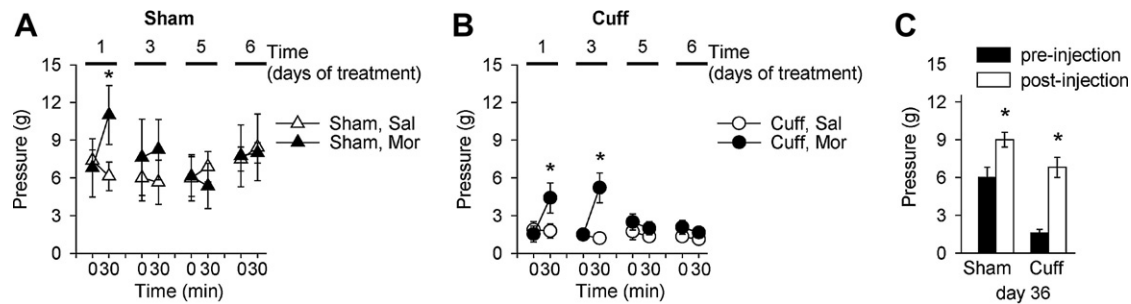 A
Sham
1 3 5 6
Time
(days of treatment)
15
12
9
6
3
0
Pressure (g)
*
Sham, Sal
Sham, Mor
0 30 0 30 0 30 0 30
Time (min)
B
Cuff
1 3 5 6
Time
(days of treatment)
15
12
9
6
3
0
Pressure (g)
* *
Cuff, Sal
Cuff, Mor
0 30 0 30 0 30 0 30
Time (min)
C
pre-injection
post-injection
15
12
9
6
3
0
Pressure (g)
* *
Sham Cuff
day 36